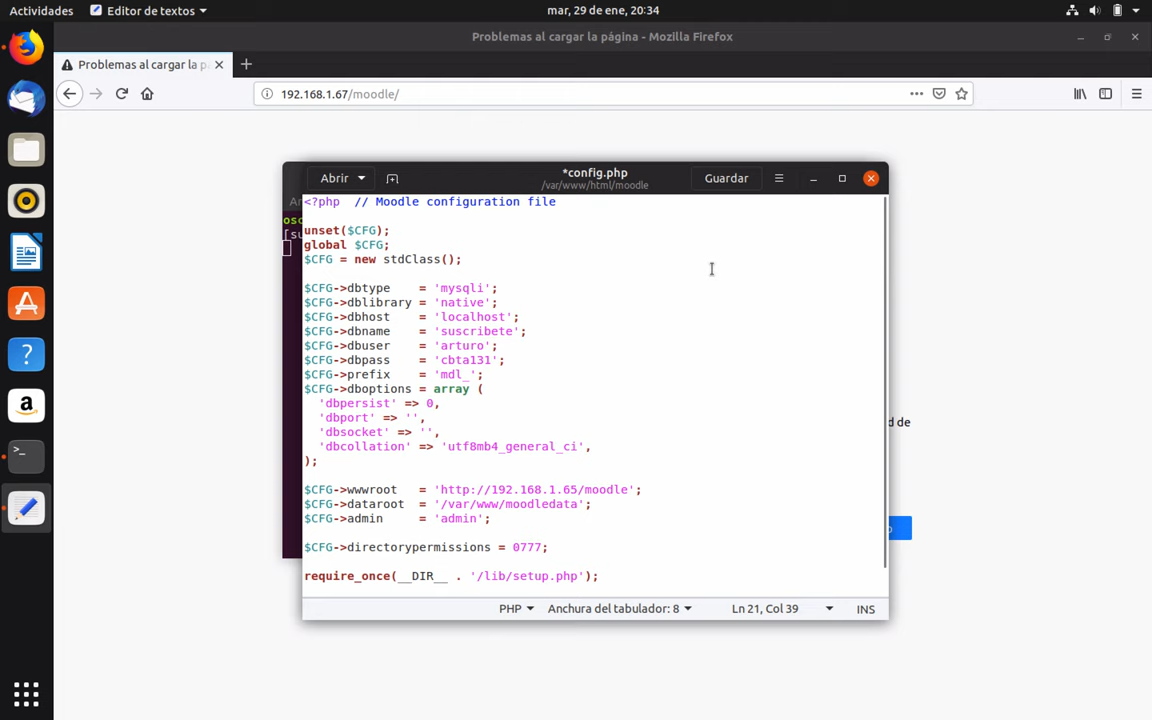 Actividades
Editor de textos
mar, 29 de ene, 20:34
Problemas al cargar la página - Mozilla Firefox
Problemas al cargar la p
192.168.1.67/moodle/
Abrir
*config.php
/var/www/html/moodle
Guardar
<?php  // Moodle configuration file
unset($CFG);
global $CFG;
$CFG = new stdClass();
$CFG->dbtype    = 'mysqli';
$CFG->dblibrary = 'native';
$CFG->dbhost    = 'localhost';
$CFG->dbname    = 'suscribete';
$CFG->dbuser    = 'arturo';
$CFG->dbpass    = 'cbta131';
$CFG->prefix    = 'mdl_';
$CFG->dboptions = array (
  'dbpersist' => 0,
  'dbport' => '',
  'dbsocket' => '',
  'dbcollation' => 'utf8mb4_general_ci',
);
$CFG->wwwroot   = 'http://192.168.1.65/moodle';
$CFG->dataroot  = '/var/www/moodledata';
$CFG->admin     = 'admin';
$CFG->directorypermissions = 0777;
require_once(__DIR__ . '/lib/setup.php');
PHP
Anchura del tabulador: 8
Ln 21, Col 39
INS
[su
d de